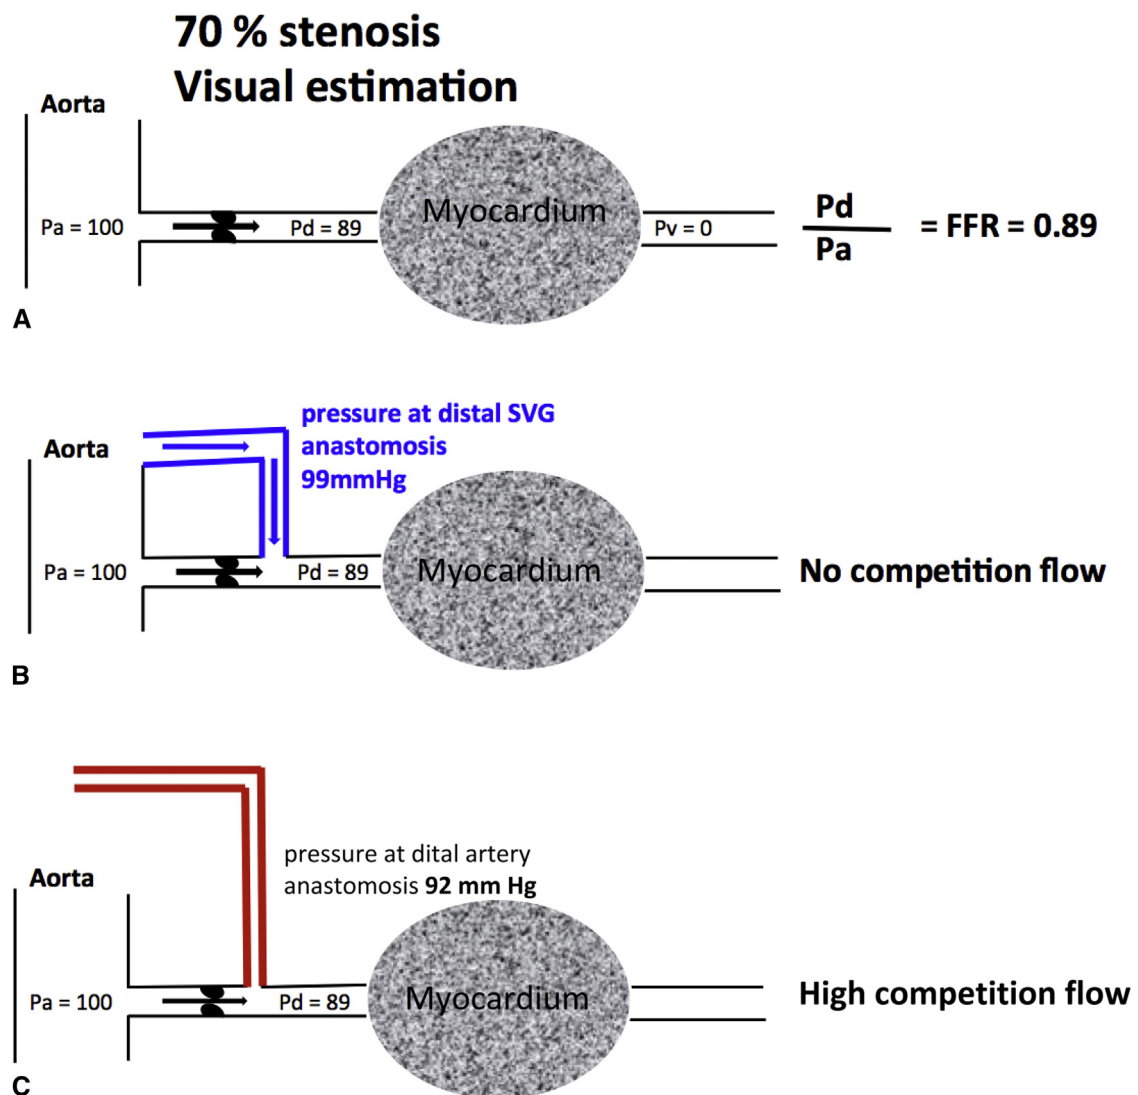 70 % stenosis
Visual estimation
Aorta
Pa = 100
Pd = 89
Myocardium
Pv = 0
Pd
Pa
= FFR = 0.89
A
pressure at distal SVG
anastomosis
99mmHg
Aorta
Pa = 100
Pd = 89
Myocardium
No competition flow
B
pressure at dital artery
anastomosis 92 mm Hg
Aorta
Pa = 100
Pd = 89
Myocardium
High competition flow
C